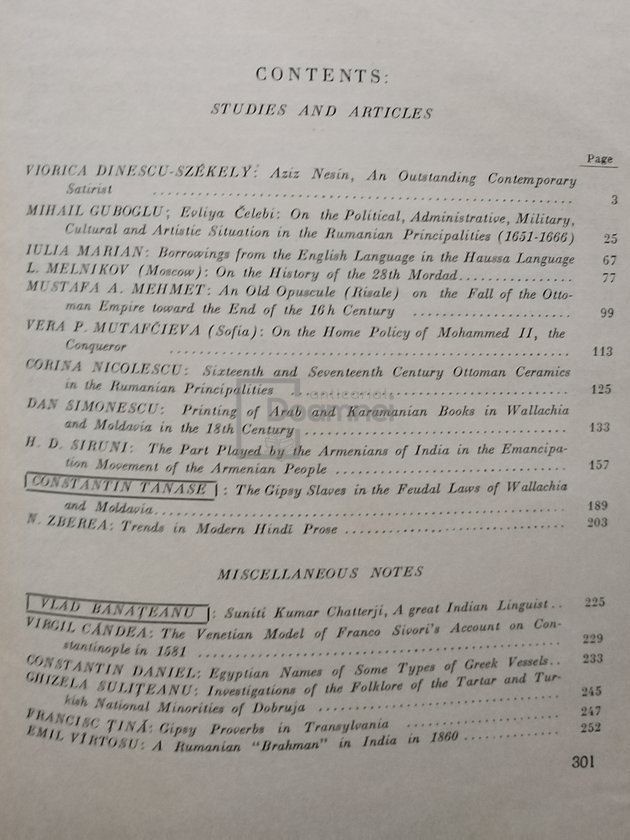 CONTENTS:
STUDIES AND ARTICLES
Page
VIORICA DINESCU-SZÉKELY: Aziz Nesin, An Outstanding Contemporary
Satirist ........ 3
MIHAIL GUBOGLU; Evliya Čelebi: On the Political, Administrative, Military,
Cultural and Artistic Situation in the Rumanian Principalities (1651-1666) 25
IULIA MARIAN: Borrowings from the English Language in the Haussa Language 67
L. MELNIKOV (Moscow): On the History of the 28th Mordad........ 77
MUSTAFA A. MEHMET: An Old Opuscule (Risale) on the Fall of the Otto-
man Empire toward the End of the 16 h Century ........ 99
VERA P. MUTAFČIEVA (Sofia): On the Home Policy of Mohammed II, the
Conqueror ........ 113
CORINA NICOLESCU: Sixteenth and Seventeenth Century Ottoman Ceramics
in the Rumanian Principalities ........ 125
DAN SIMONESCU: Printing of Arab and Karamanian Books in Wallachia
and Moldavia in the 18th Century ........ 133
H. D. SIRUNI: The Part Played by the Armenians of India in the Emancipa-
tion Movement of the Armenian People ........ 157
CONSTANTIN TANASE : The Gipsy Slaves in the Feudal Laws of Wallachia
and Moldavia........ 189
N. ZBEREA: Trends in Modern Hindī Prose ........ 203
MISCELLANEOUS NOTES
VLAD BĂNĂȚEANU : Suniti Kumar Chatterji, A great Indian Linguist.. 225
VIRGIL CÂNDEA: The Venetian Model of Franco Sivori's Account on Con-
stantinople in 1581 ........ 229
CONSTANTIN DANIEL: Egyptian Names of Some Types of Greek Vessels.. 233
GHIZELA SULIȚEANU: Investigations of the Folklore of the Tartar and Tur-
kish National Minorities of Dobruja ........ 245
FRANCISC ȚINĂ: Gipsy Proverbs in Transylvania ........ 247
EMIL VÎRTOSU: A Rumanian "Brahman" in India in 1860 ........ 252
301
anticariat
Doamnei